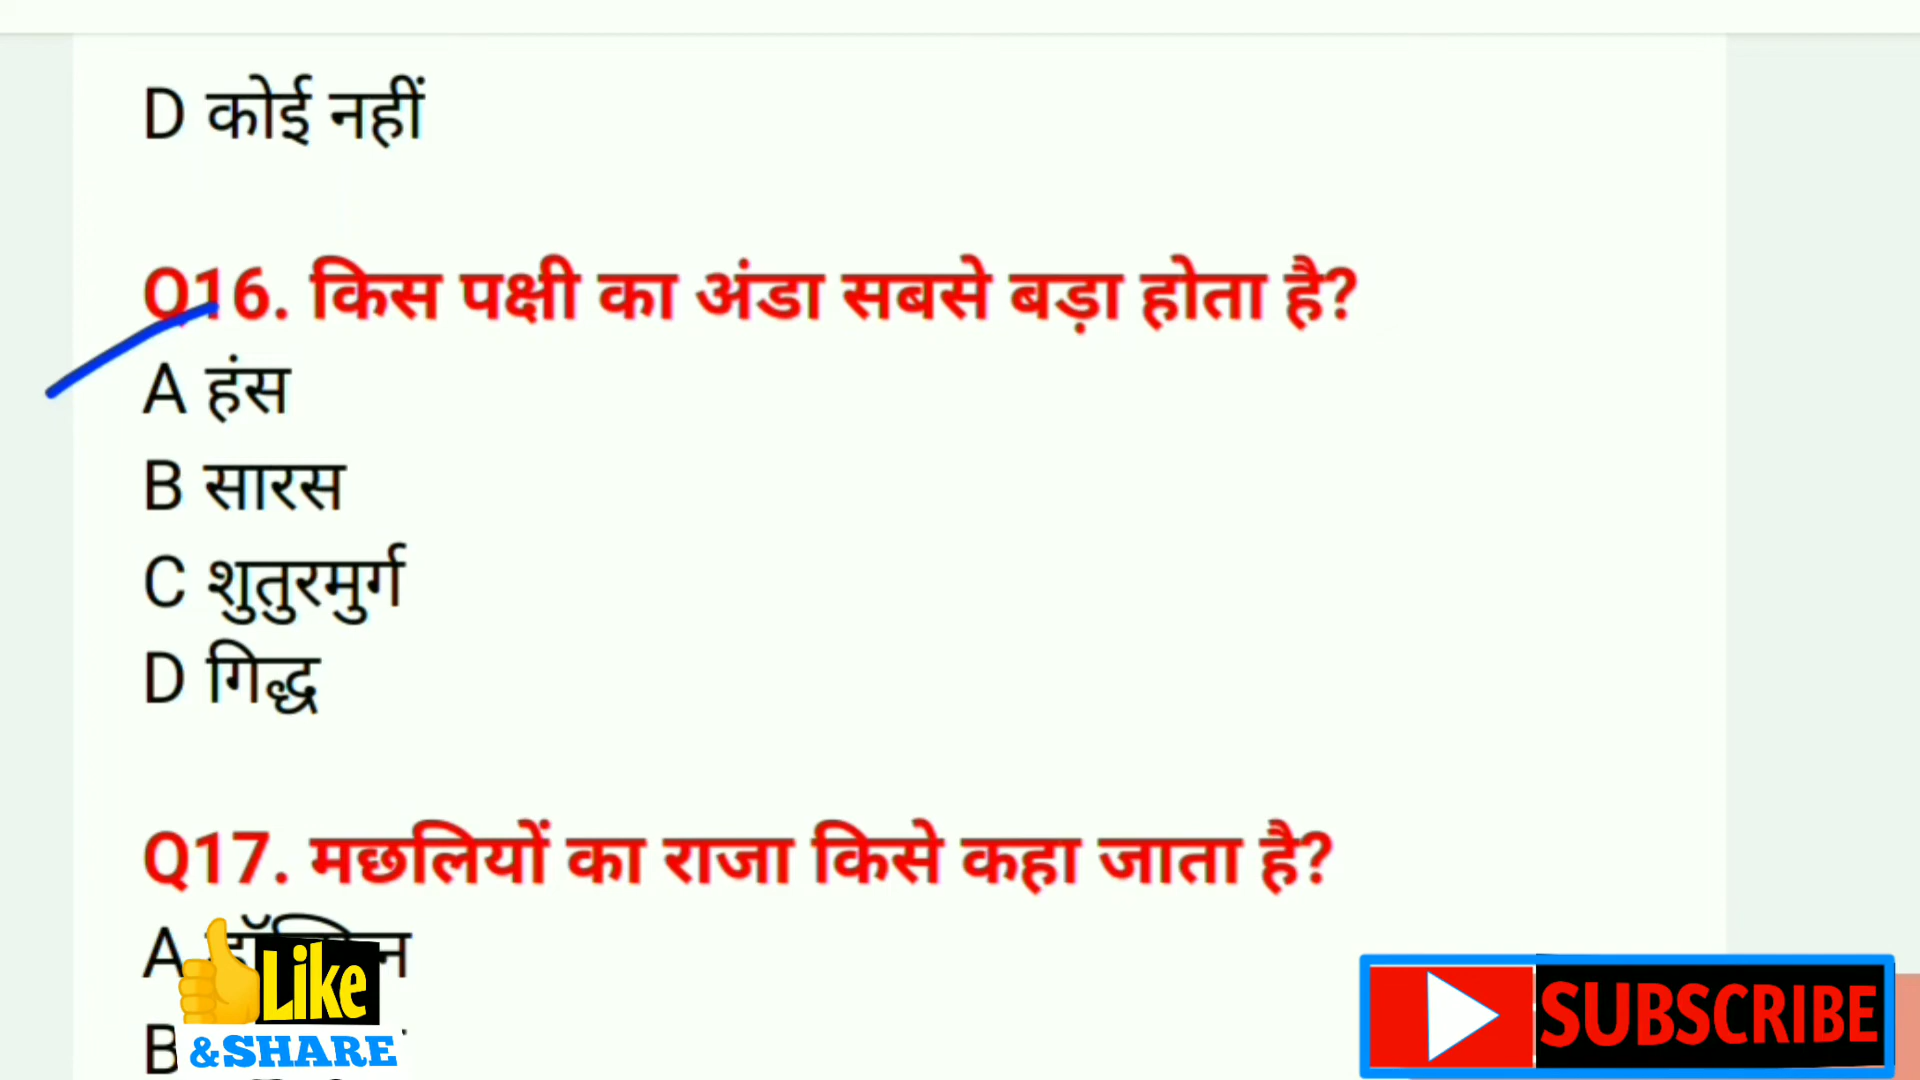 D कोई नहीं
Q16. किस पक्षी का अंडा सबसे बड़ा होता है?
A हंस
B सारस
C शुतुरमुर्ग
D गिद्ध
Q17. मछलियों का राजा किसे कहा जाता है?
A
B
Like
&SHARE
SUBSCRIBE